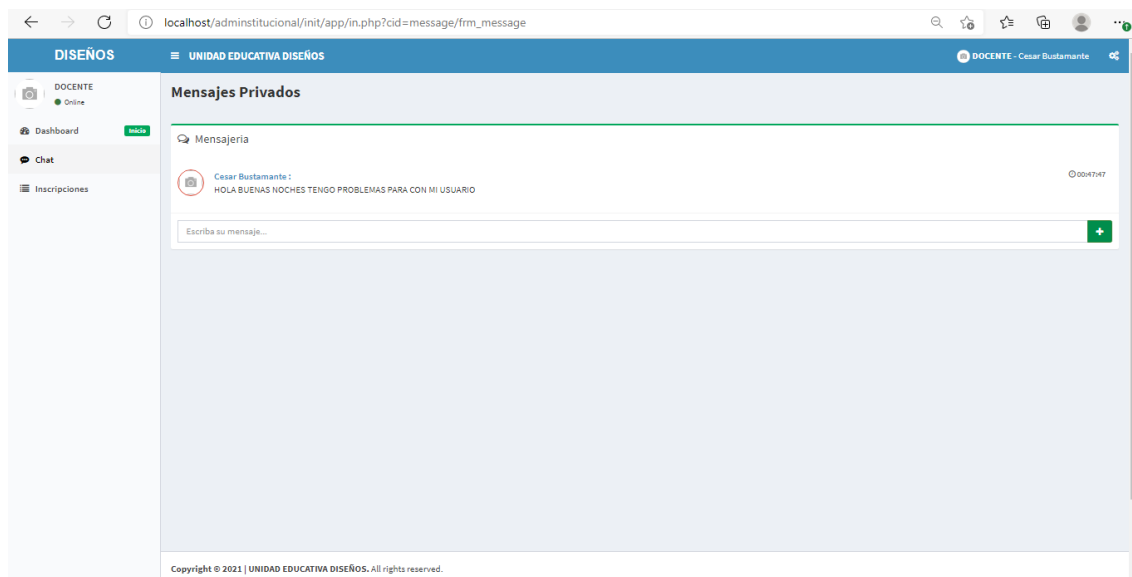 localhost/adminstitucional/init/app/in.php?cid=message/frm_message
DISEÑOS
UNIDAD EDUCATIVA DISEÑOS
DOCENTE - Cesar Bustamante
DOCENTE
Online
Mensajes Privados
Dashboard Inicio
Mensajeria
Chat
Cesar Bustamante :
00:47:47
HOLA BUENAS NOCHES TENGO PROBLEMAS PARA CON MI USUARIO
Inscripciones
Escriba su mensaje...
Copyright © 2021 | UNIDAD EDUCATIVA DISEÑOS. All rights reserved.